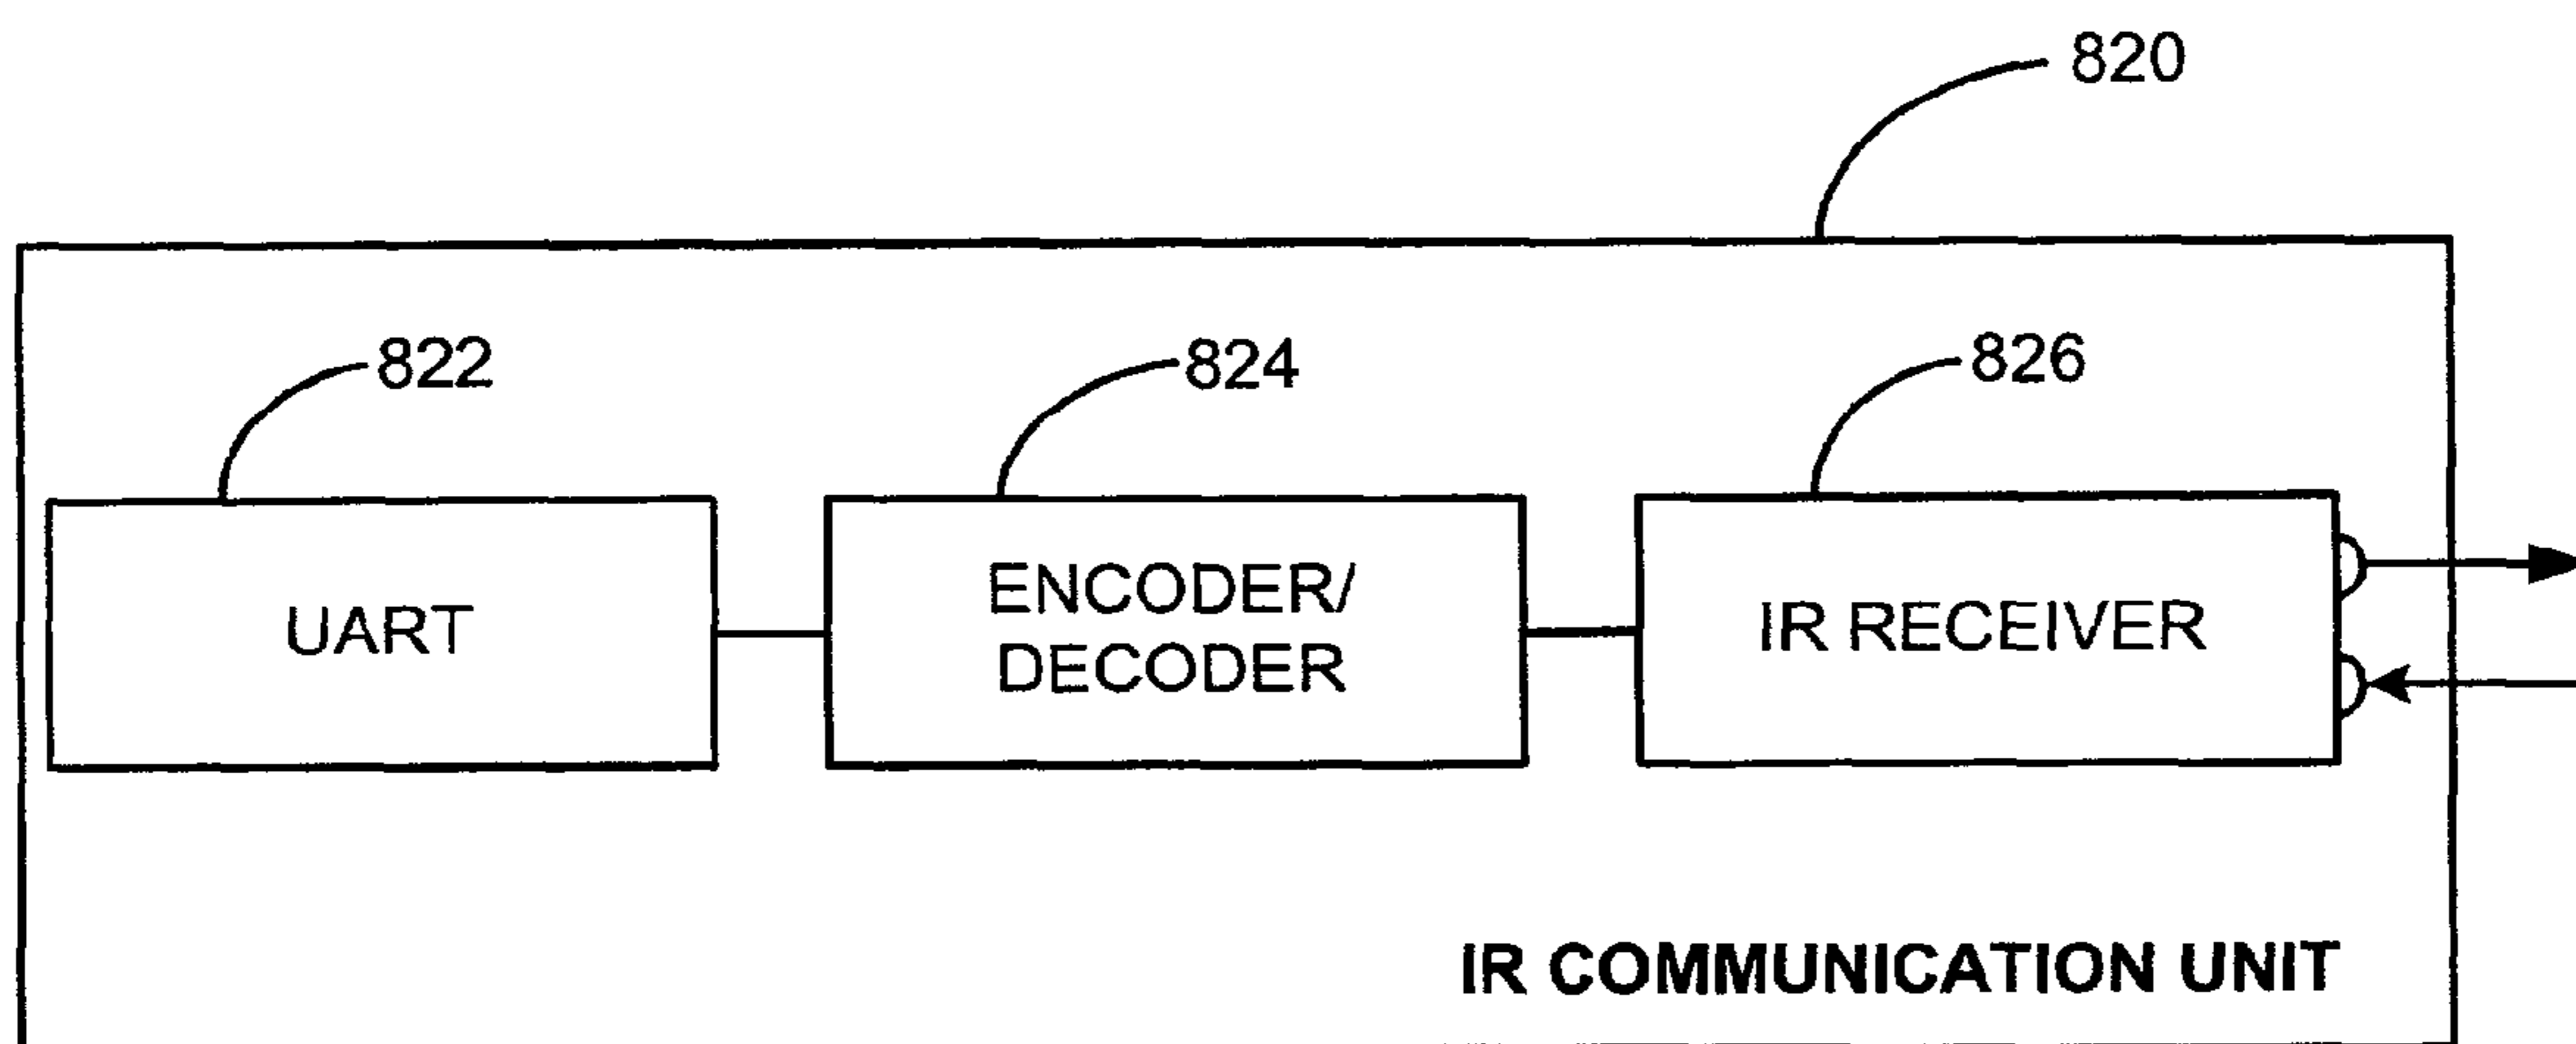 820
822
824
826
UART
ENCODER/
DECODER
IR RECEIVER
IR COMMUNICATION UNIT